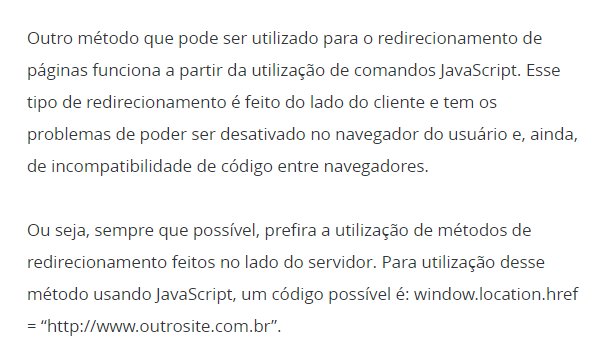 Outro método que pode ser utilizado para o redirecionamento de
páginas funciona a partir da utilização de comandos JavaScript. Esse
tipo de redirecionamento é feito do lado do cliente e tem os
problemas de poder ser desativado no navegador do usuário e, ainda,
de incompatibilidade de código entre navegadores.
Ou seja, sempre que possível, prefira a utilização de métodos de
redirecionamento feitos no lado do servidor. Para utilização desse
método usando JavaScript, um código possível é: window.location.href
= “http://www.outrosite.com.br”.